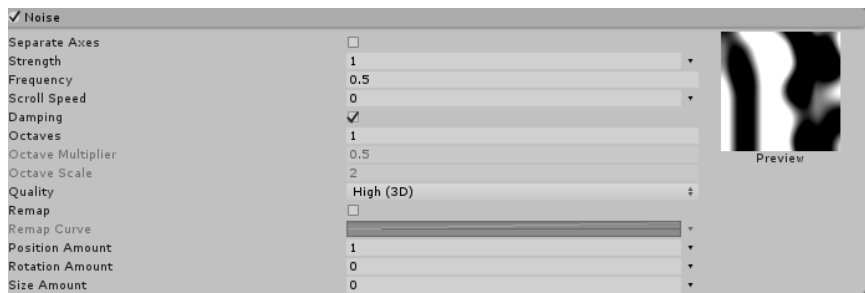 Noise
Separate Axes
Strength 1
Frequency 0.5
Scroll Speed 0
Damping
Octaves 1
Octave Multiplier 0.5
Octave Scale 2
Quality High (3D)
Remap
Remap Curve
Position Amount 1
Rotation Amount 0
Size Amount 0
Preview